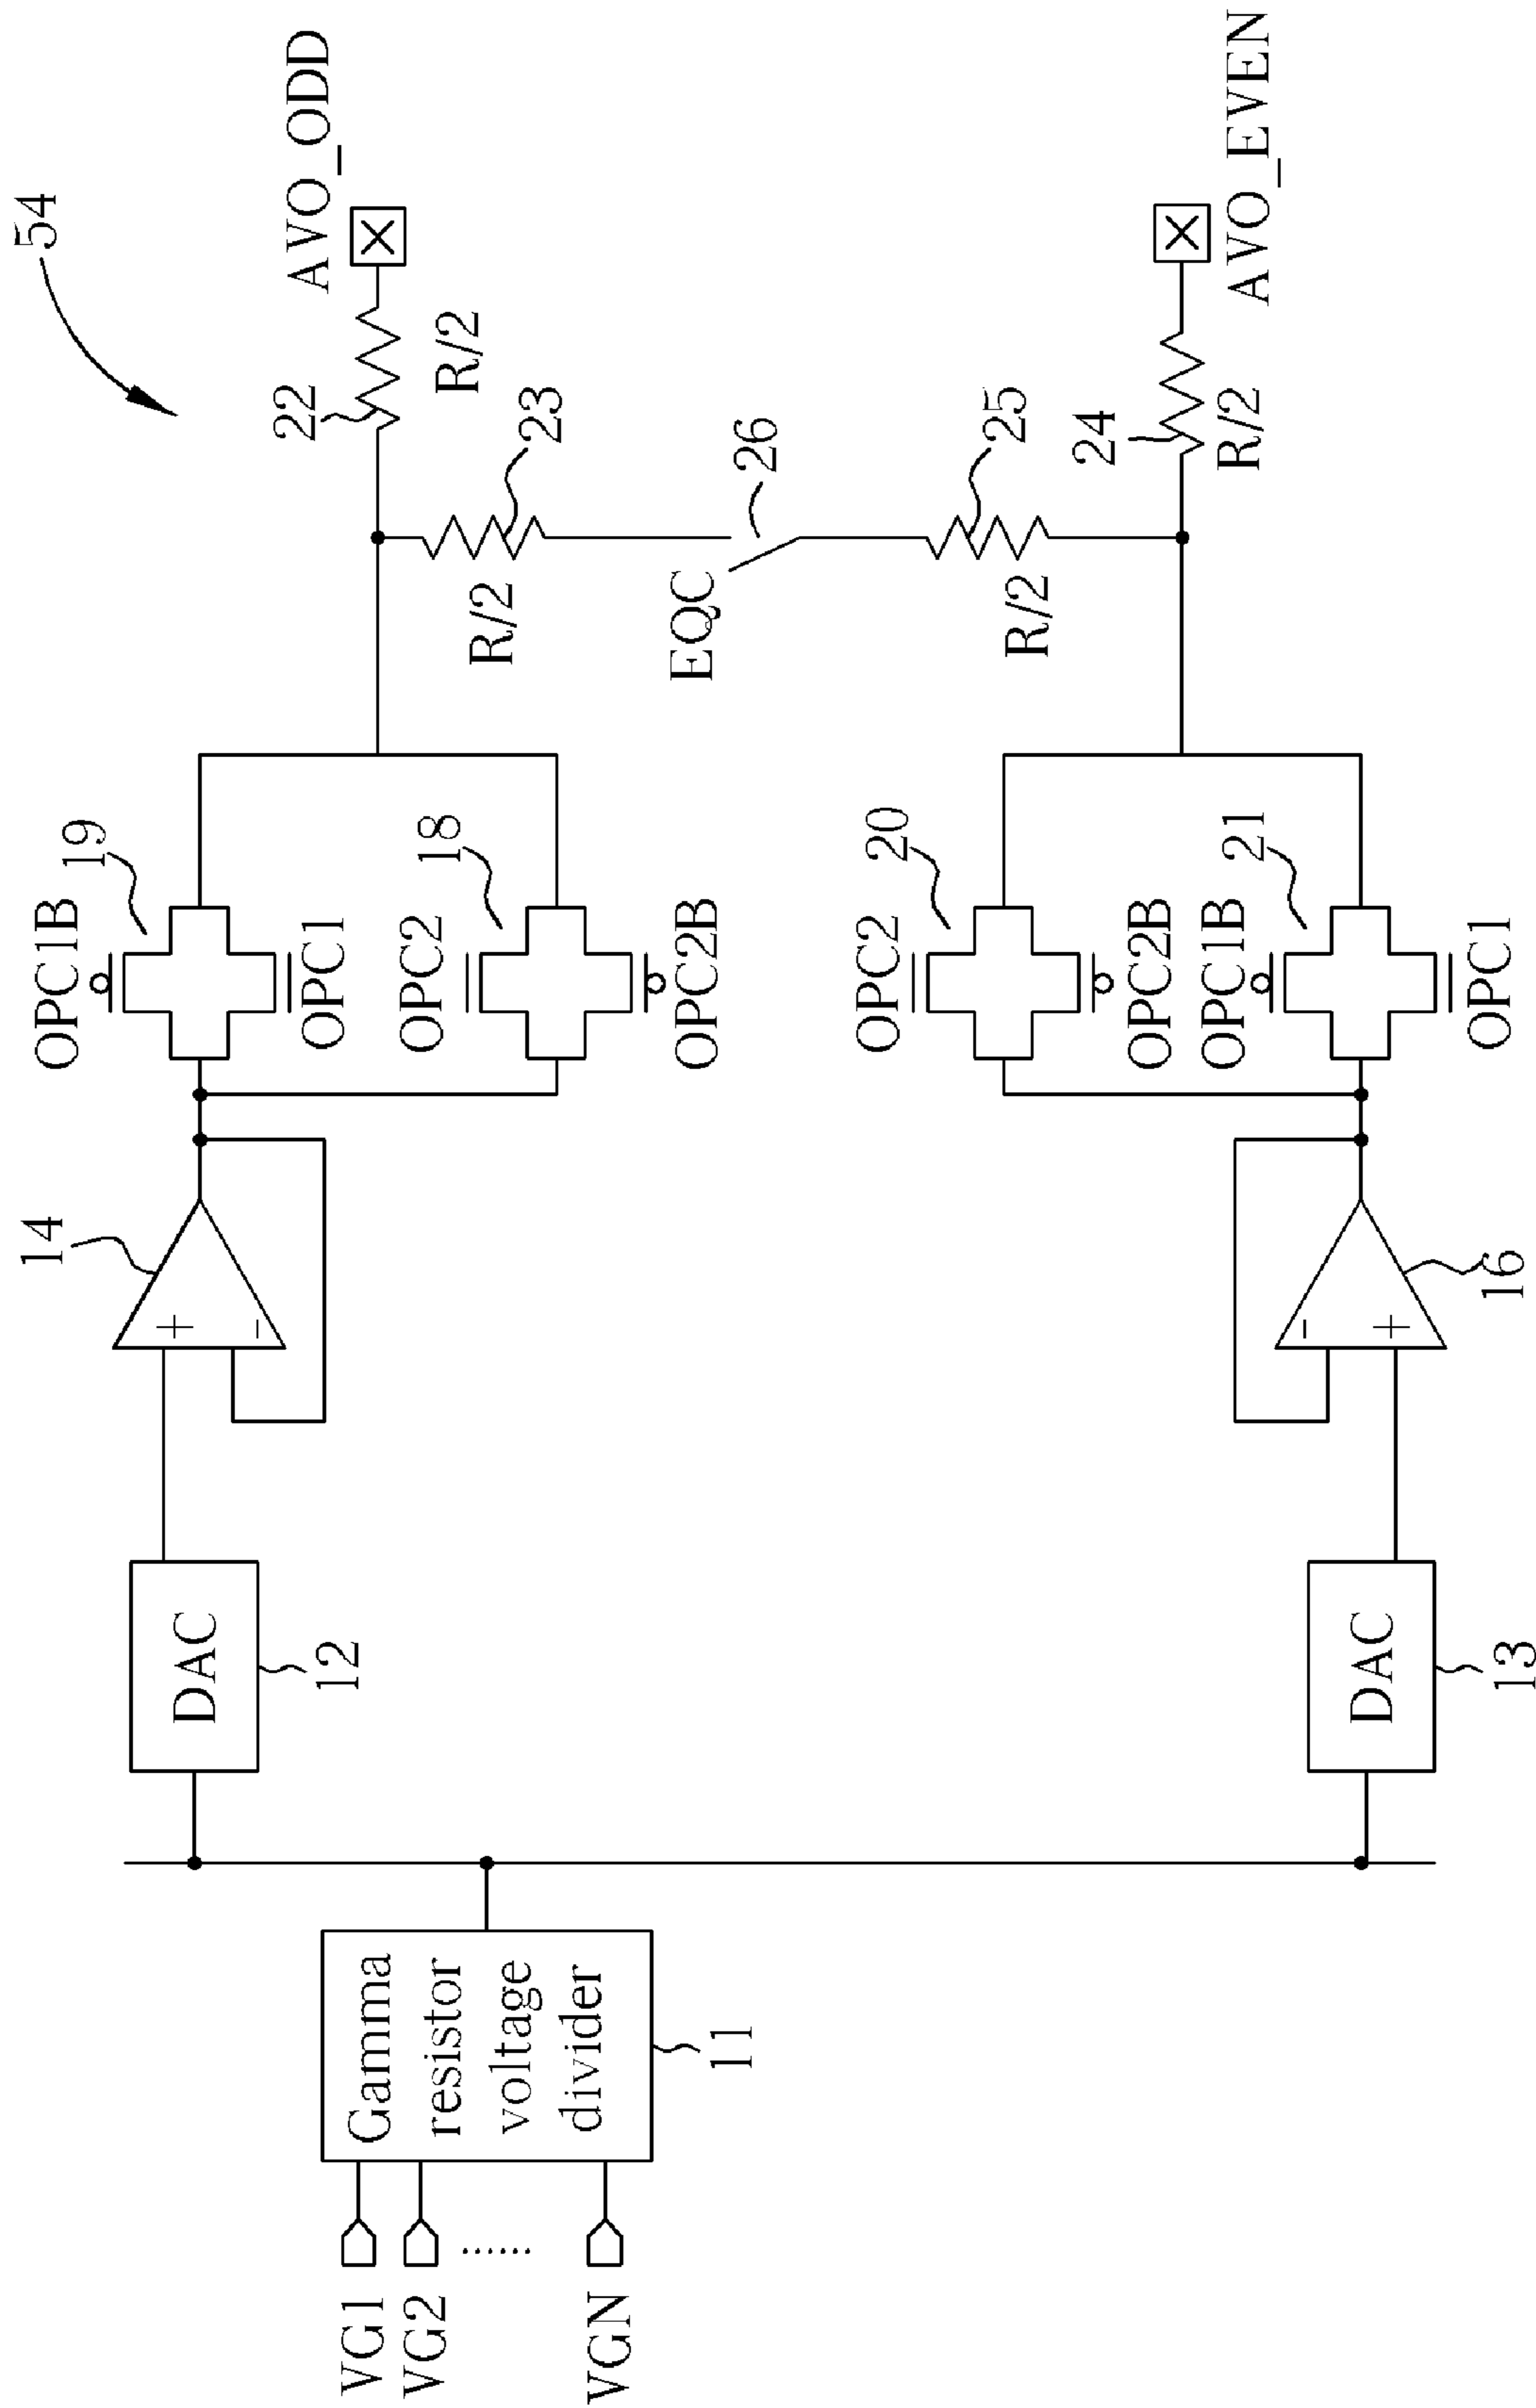 54
VG1
VG2
......
VGN
Gamma
resistor
voltage
divider
11
DAC
12
14
+
-
OPC1B
19
OPC1
OPC2
18
OPC2B
22
R/2
AVO_ODD
R/2
23
EQC
26
R/2
25
DAC
13
-
+
16
OPC2
20
OPC2B
OPC1B
21
OPC1
24
R/2
AVO_EVEN